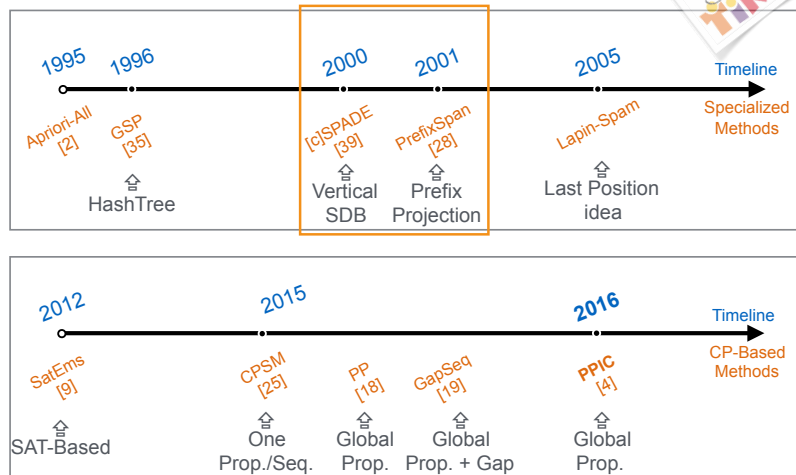 1995 1996 2000 2001 2005 Timeline
Apriori-All [2] GSP [35] [c]SPADE [39] PrefixSpan [28] Lapin-Spam Specialized Methods
HashTree
Vertical SDB
Prefix Projection
Last Position idea
2012 2015 2016 Timeline
SatEms [9] CPSM [25] PP [18] GapSeq [19] PPIC [4] CP-Based Methods
SAT-Based
One Prop./Seq.
Global Prop.
Global Prop. + Gap
Global Prop.